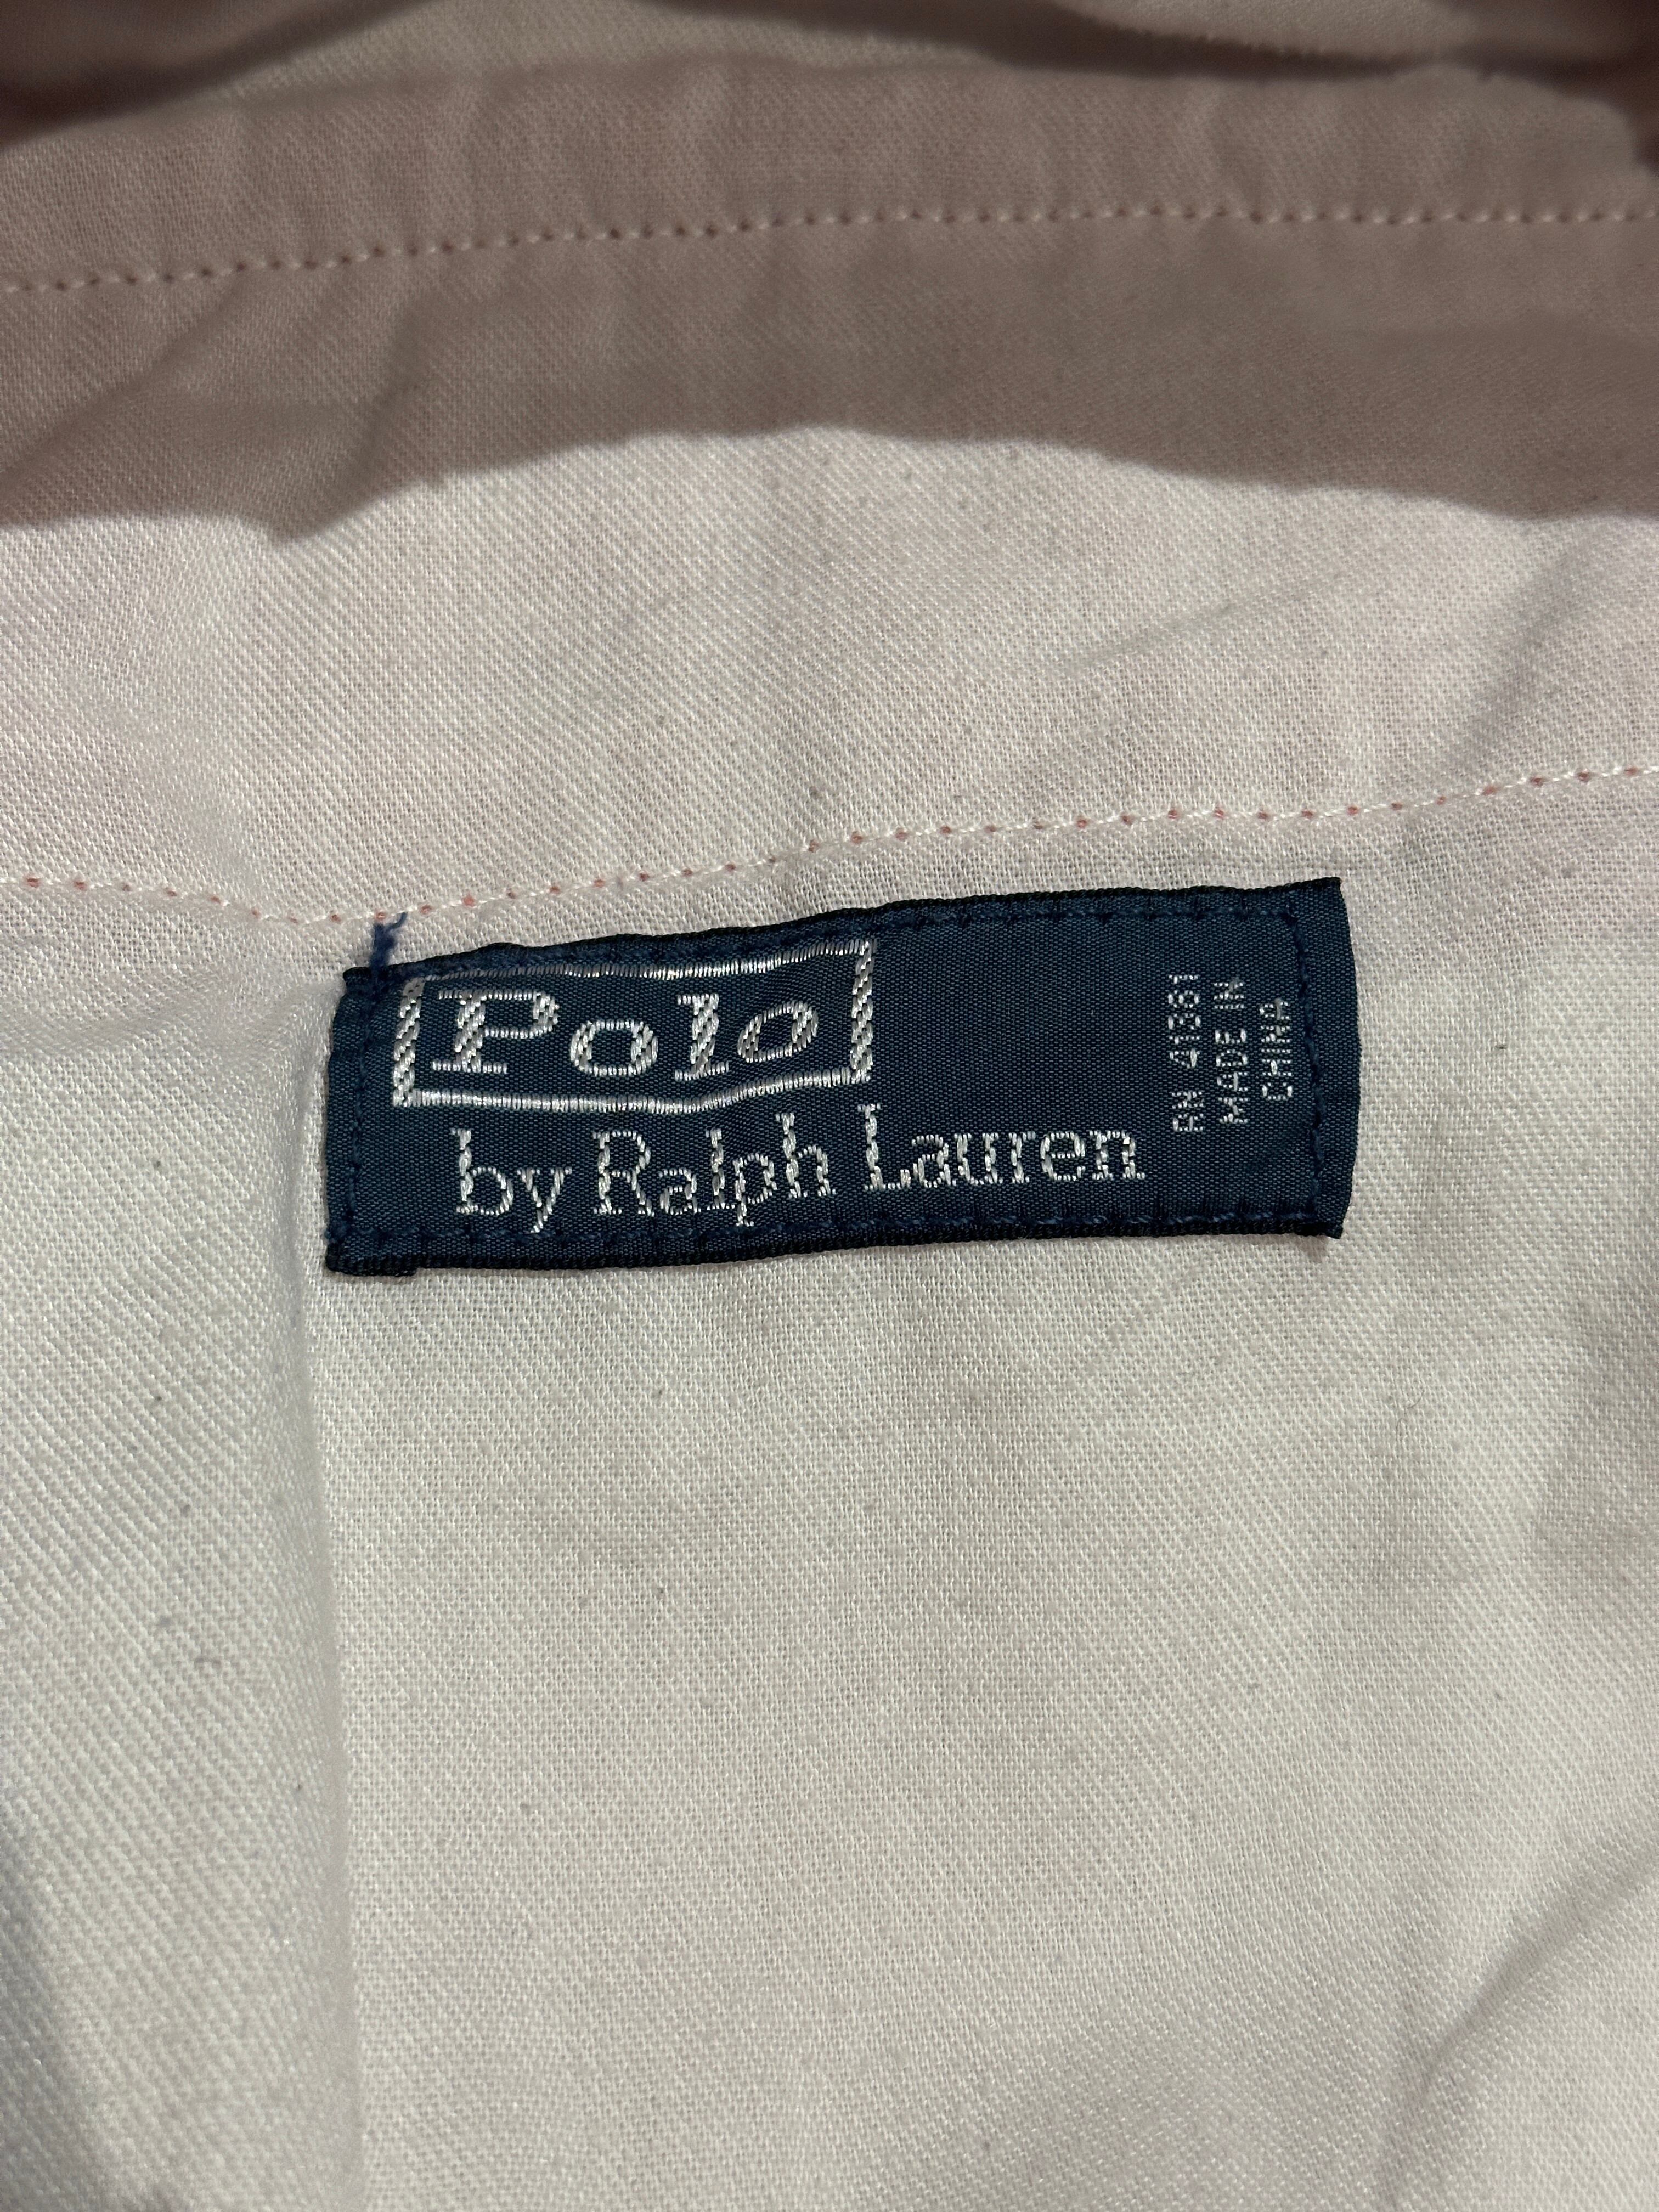 Polo
by Ralph Lauren
RN 41381
MADE IN
CHINA